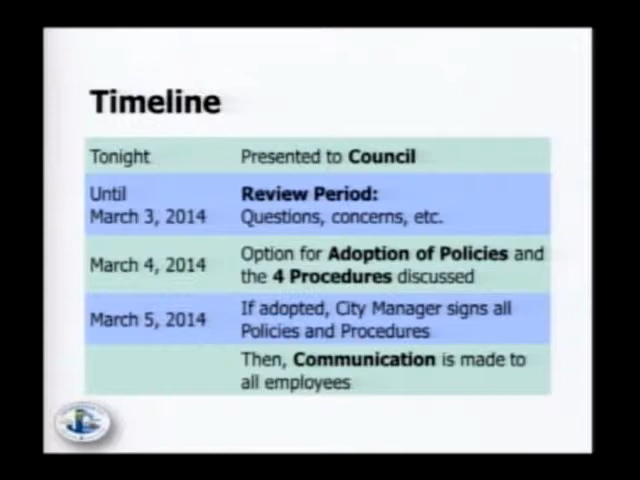 Timeline
Tonight
Presented to Council
Until
March 3, 2014
Review Period:
Questions, concerns, etc.
March 4, 2014
Option for Adoption of Policies and
the 4 Procedures discussed
March 5, 2014
If adopted, City Manager signs all
Policies and Procedures
Then, Communication is made to
all employees